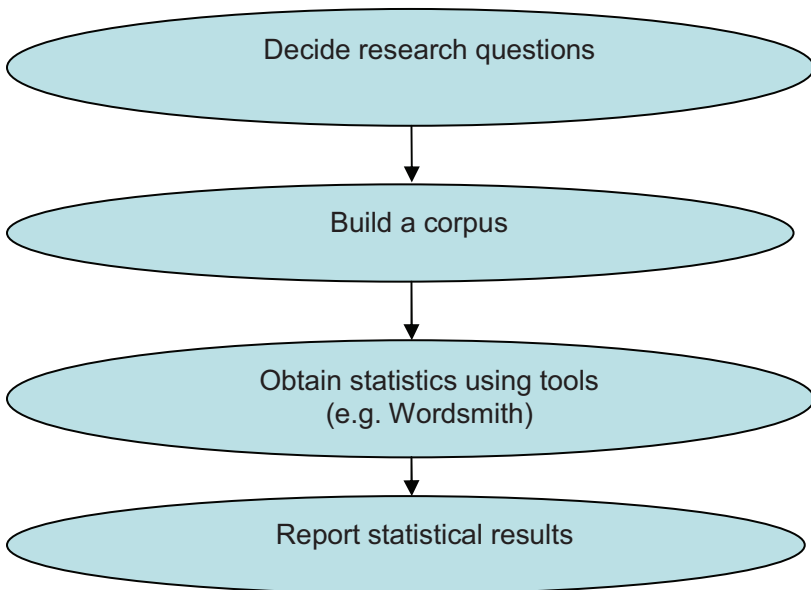 Decide research questions
Build a corpus
Obtain statistics using tools
(e.g. Wordsmith)
Report statistical results